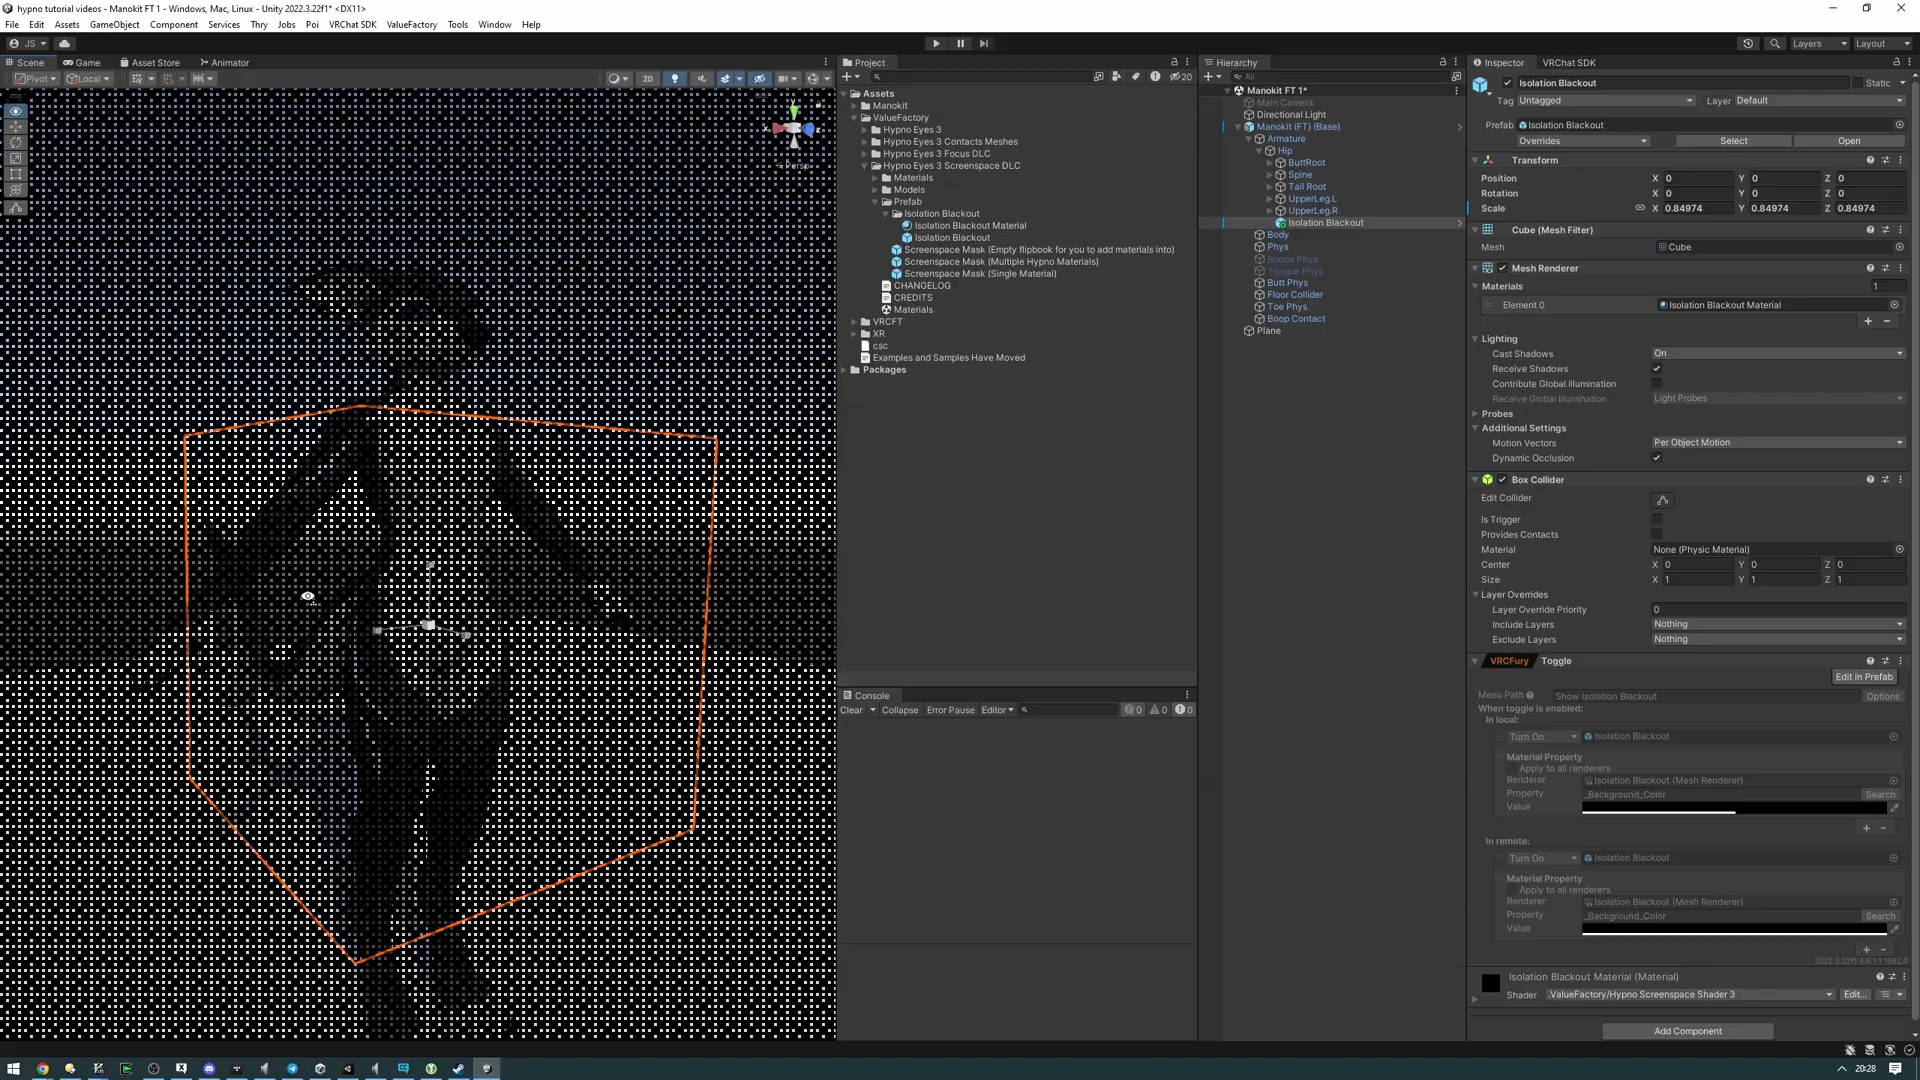 hypno tutorial videos - Manokit FT 1 - Windows, Mac, Linux - Unity 2022.3.22f1* <DX11>
File Edit Assets GameObject Component Services Thry Jobs Poi VRChat SDK ValueFactory Tools Window Help
JS
Layers
Layout
Scene Game Asset Store Animator
Pivot Local 2D
y
x z
< Persp
Project
20
Assets
Manokit
ValueFactory
Hypno Eyes 3
Hypno Eyes 3 Contacts Meshes
Hypno Eyes 3 Focus DLC
Hypno Eyes 3 Screenspace DLC
Materials
Models
Prefab
Isolation Blackout
Isolation Blackout Material
Isolation Blackout
Screenspace Mask (Empty flipbook for you to add materials into)
Screenspace Mask (Multiple Hypno Materials)
Screenspace Mask (Single Material)
CHANGELOG
CREDITS
Materials
VRCFT
XR
csc
Examples and Samples Have Moved
Packages
Console
Clear Collapse Error Pause Editor 0 0 0
Hierarchy
All
Manokit FT 1*
Main Camera
Directional Light
Manokit (FT) (Base)
Armature
Hip
ButtRoot
Spine
Tail Root
UpperLeg.L
UpperLeg.R
Isolation Blackout
Body
Phys
Booba Phys
Tongue Phys
Butt Phys
Floor Collider
Toe Phys
Boop Contact
Plane
Inspector VRChat SDK
Isolation Blackout Static
Tag Untagged Layer Default
Prefab Isolation Blackout
Overrides Select Open
Transform
Position X 0 Y 0 Z 0
Rotation X 0 Y 0 Z 0
Scale X 0.84974 Y 0.84974 Z 0.84974
Cube (Mesh Filter)
Mesh Cube
Mesh Renderer
Materials 1
Element 0 Isolation Blackout Material
Lighting
Cast Shadows On
Receive Shadows
Contribute Global Illumination
Receive Global Illumination Light Probes
Probes
Additional Settings
Motion Vectors Per Object Motion
Dynamic Occlusion
Box Collider
Edit Collider
Is Trigger
Provides Contacts
Material None (Physic Material)
Center X 0 Y 0 Z 0
Size X 1 Y 1 Z 1
Layer Overrides
Layer Override Priority 0
Include Layers Nothing
Exclude Layers Nothing
VRCFury Toggle
Edit in Prefab
Menu Path Show Isolation Blackout Options
When toggle is enabled:
In local:
Turn On Isolation Blackout
Material Property
Apply to all renderers
Renderer Isolation Blackout (Mesh Renderer)
Property _Background_Color Search
Value
In remote:
Turn On Isolation Blackout
Material Property
Apply to all renderers
Renderer Isolation Blackout (Mesh Renderer)
Property _Background_Color Search
Value
Isolation Blackout Material (Material)
Shader .ValueFactory/Hypno Screenspace Shader 3 Edit...
Add Component
20:28